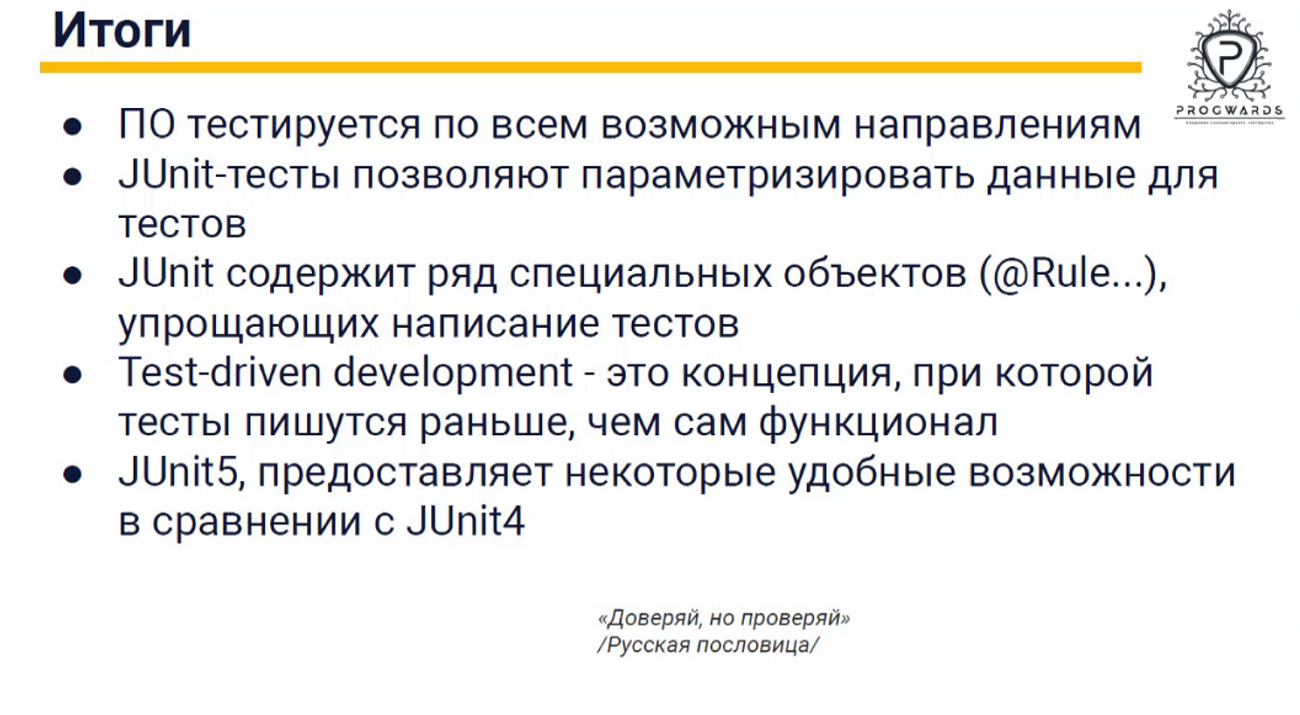 Итоги
PROGWARDS
● ПО тестируется по всем возможным направлениям
● JUnit-тесты позволяют параметризировать данные для
тестов
● JUnit содержит ряд специальных объектов (@Rule...),
упрощающих написание тестов
● Test-driven development - это концепция, при которой
тесты пишутся раньше, чем сам функционал
● JUnit5, предоставляет некоторые удобные возможности
в сравнении с JUnit4
«Доверяй, но проверяй»
/Русская пословица/